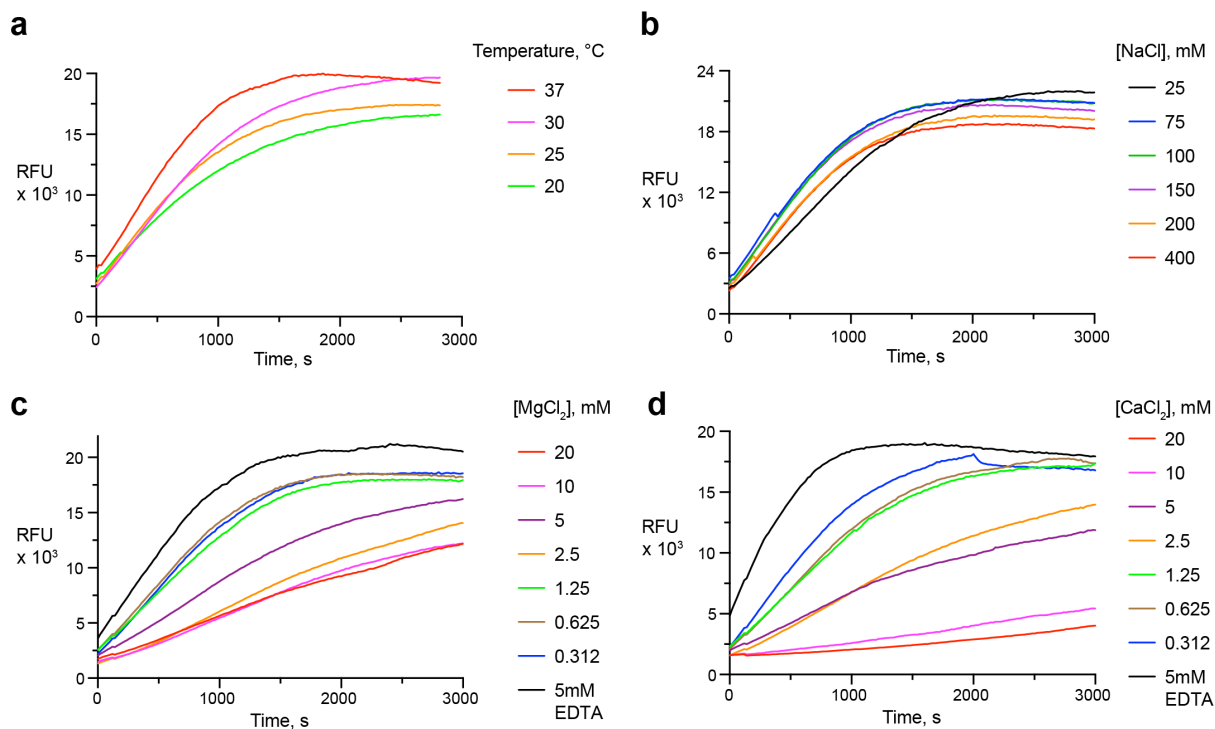 a
Temperature, °C
20
15
10
5
0
RFU
x 10³
0
1000
2000
3000
Time, s
37
30
25
20
b
[NaCl], mM
24
18
12
6
0
RFU
x 10³
0
1000
2000
3000
Time, s
25
75
100
150
200
400
c
[MgCl₂], mM
20
15
10
5
0
RFU
x 10³
0
1000
2000
3000
Time, s
20
10
5
2.5
1.25
0.625
0.312
5mM
EDTA
d
[CaCl₂], mM
20
15
10
5
0
RFU
x 10³
0
1000
2000
3000
Time, s
20
10
5
2.5
1.25
0.625
0.312
5mM
EDTA